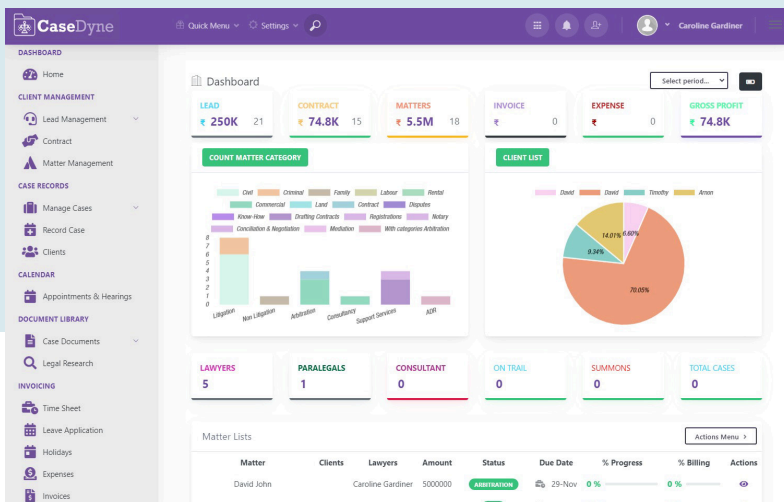 CaseDyne
Quick Menu
Settings
Caroline Gardiner
DASHBOARD
Home
CLIENT MANAGEMENT
Lead Management
Contract
Matter Management
CASE RECORDS
Manage Cases
Record Case
Clients
CALENDAR
Appointments & Hearings
DOCUMENT LIBRARY
Case Documents
Legal Research
INVOICING
Time Sheet
Leave Application
Holidays
Expenses
Invoices
Dashboard
Select period...
LEAD
₹ 250K 21
CONTRACT
₹ 74.8K 15
MATTERS
₹ 5.5M 18
INVOICE
₹ 0
EXPENSE
₹ 0
GROSS PROFIT
₹ 74.8K
COUNT MATTER CATEGORY
Civil Criminal Family Labour Rental
Commercial Land Contract Disputes
Know-How Drafting Contracts Registrations Notary
Conciliation & Negotiation Mediation With categories Arbitration
8
7
6
5
4
3
2
1
0
Litigation Non Litigation Arbitration Consultancy Support Services ADR
CLIENT LIST
David David Timothy Arnon
14.01% 6.60%
9.34%
70.05%
LAWYERS
5
PARALEGALS
1
CONSULTANT
0
ON TRAIL
0
SUMMONS
0
TOTAL CASES
0
Matter Lists
Actions Menu >
Matter Clients Lawyers Amount Status Due Date % Progress % Billing Actions
David John Caroline Gardiner 5000000 ARBITRATION 29-Nov 0 % 0 %